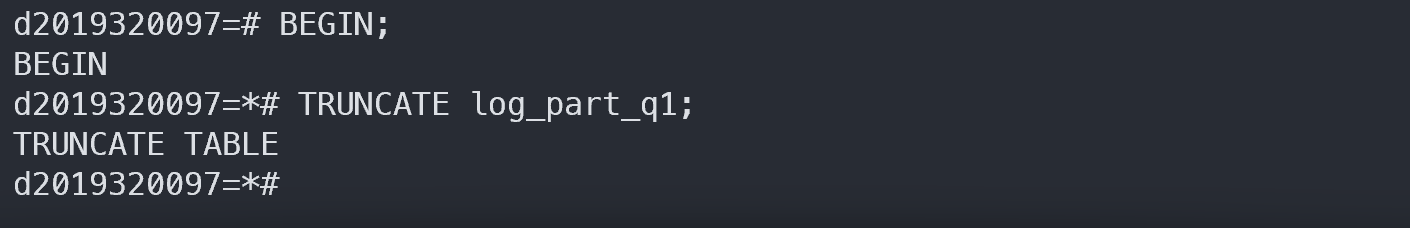 d2019320097=# BEGIN;
BEGIN
d2019320097=*# TRUNCATE log_part_q1;
TRUNCATE TABLE
d2019320097=*#